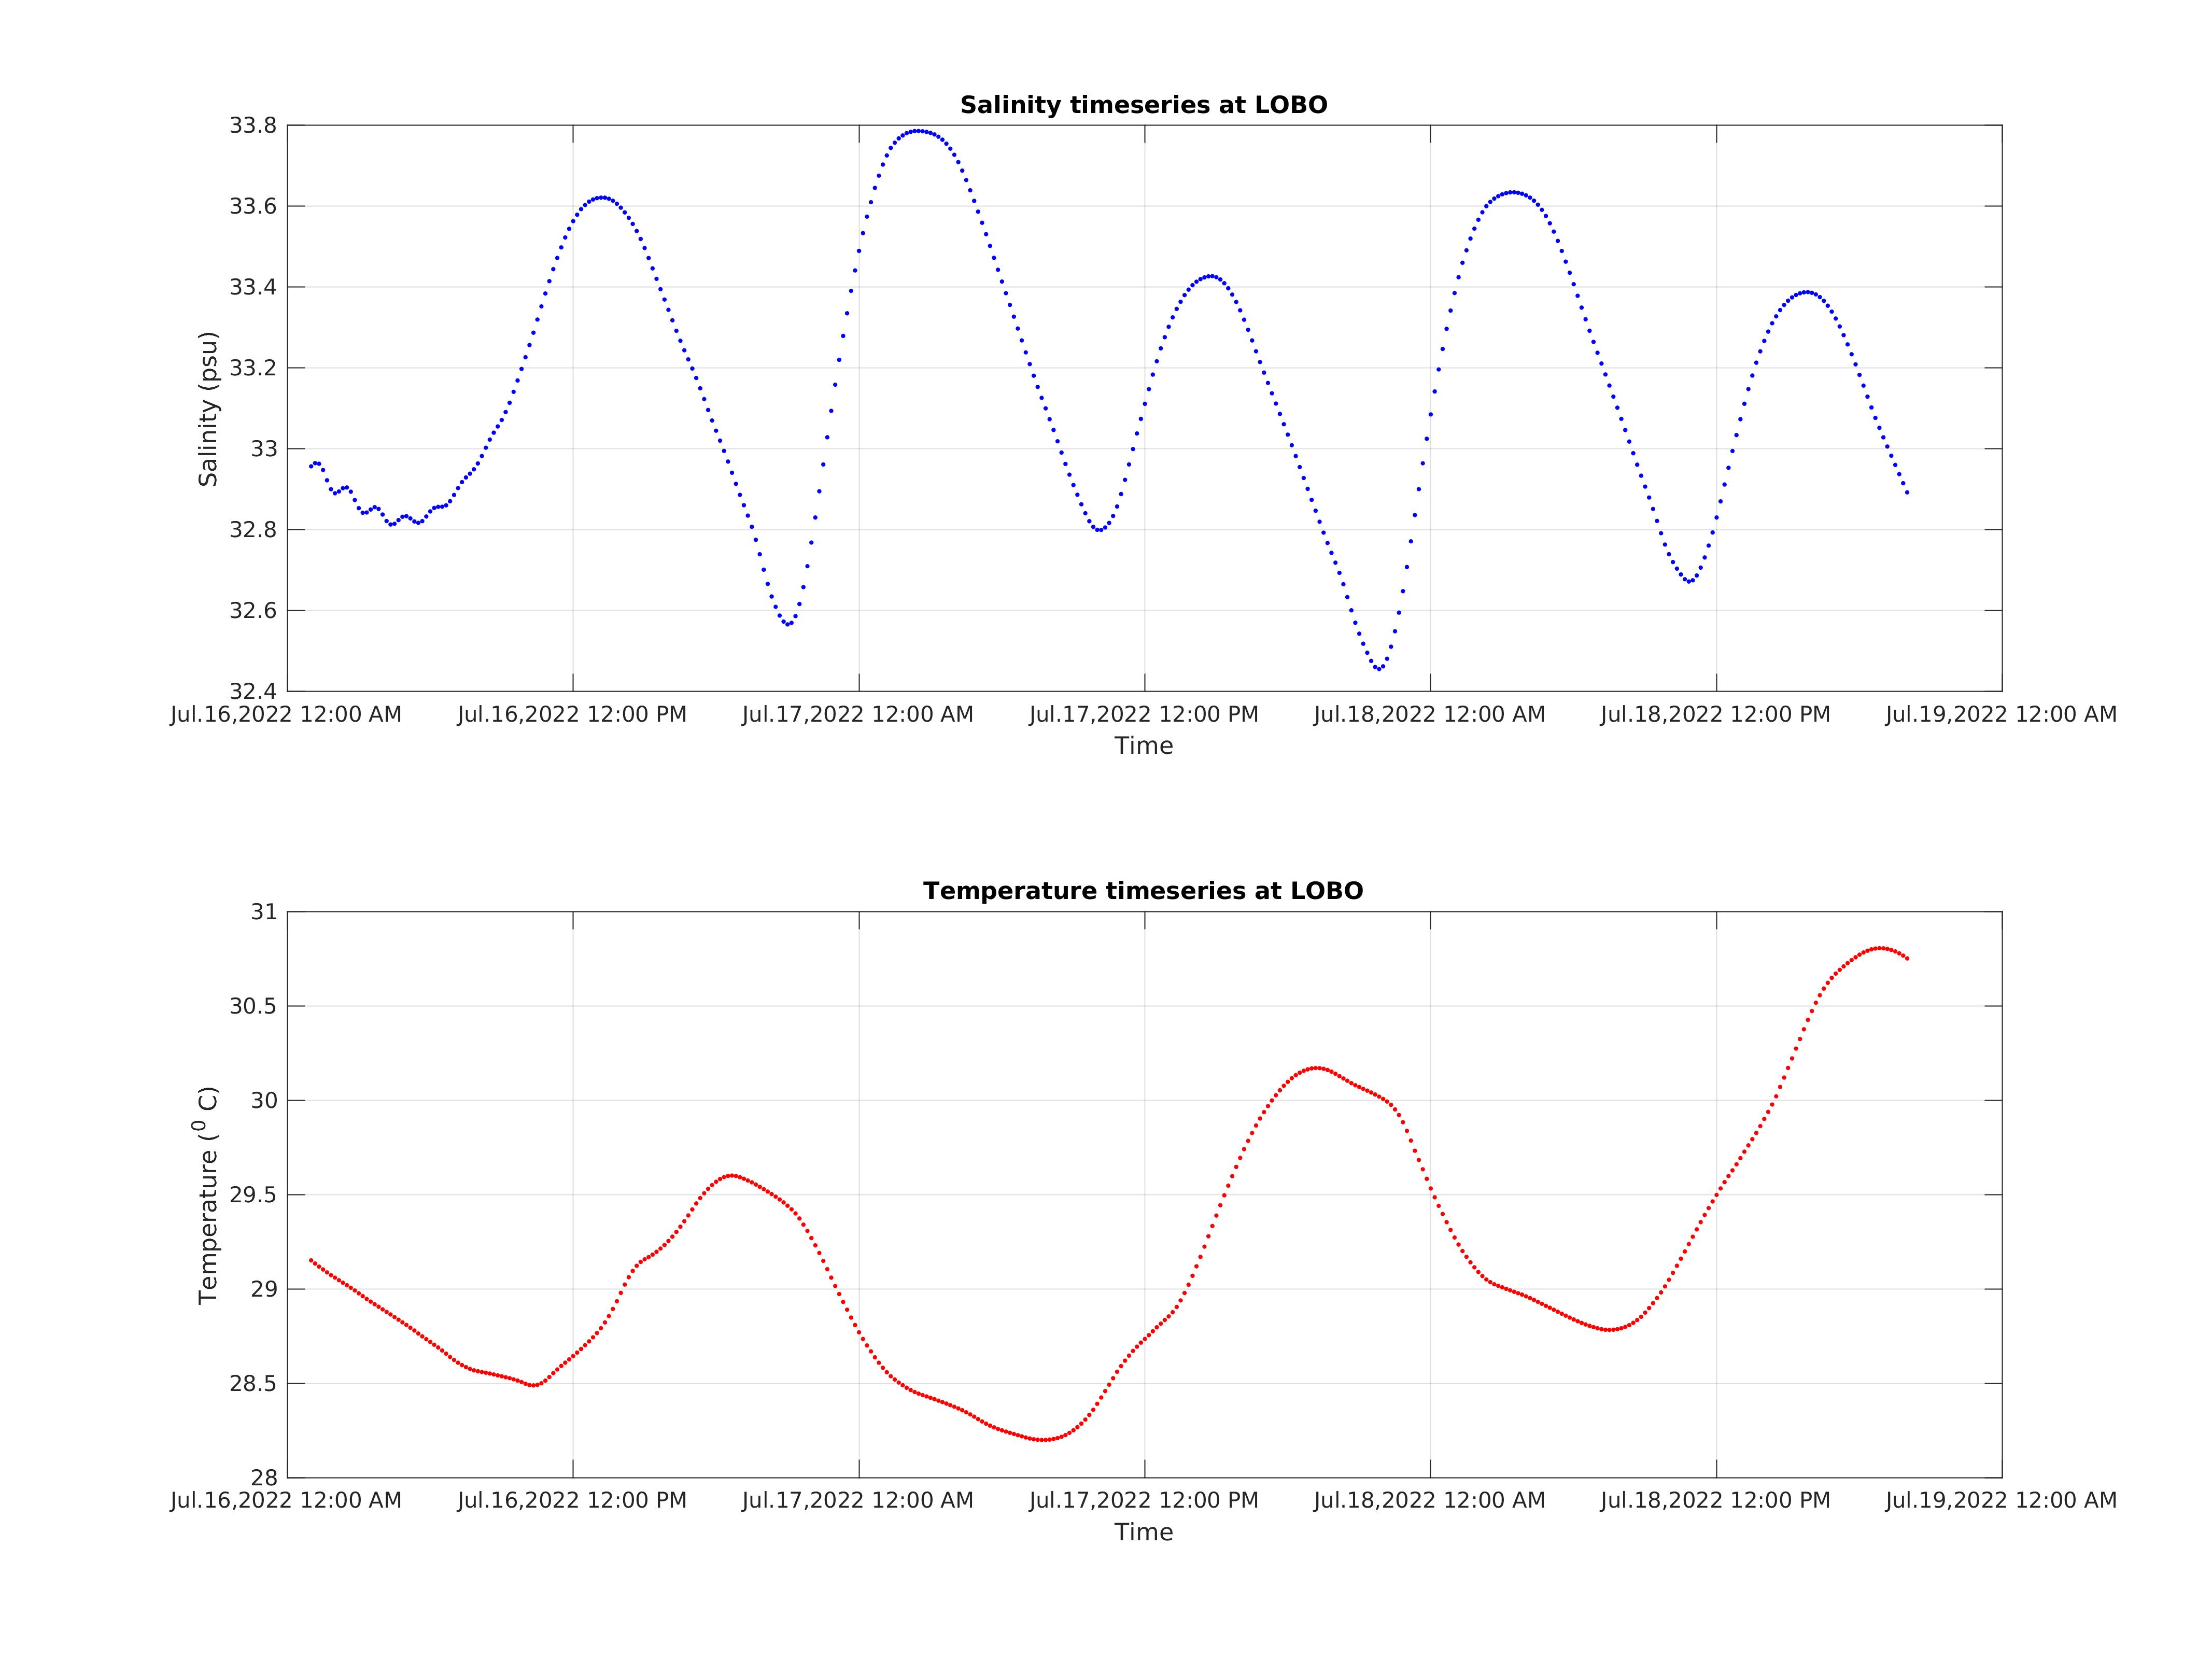 Salinity timeseries at LOBO
33.8
33.6
33.4
33.2
33
32.8
32.6
32.4
Salinity (psu)
Jul.16,2022 12:00 AM Jul.16,2022 12:00 PM Jul.17,2022 12:00 AM Jul.17,2022 12:00 PM Jul.18,2022 12:00 AM Jul.18,2022 12:00 PM Jul.19,2022 12:00 AM
Time
Temperature timeseries at LOBO
31
30.5
30
29.5
29
28.5
28
Temperature (⁰ C)
Jul.16,2022 12:00 AM Jul.16,2022 12:00 PM Jul.17,2022 12:00 AM Jul.17,2022 12:00 PM Jul.18,2022 12:00 AM Jul.18,2022 12:00 PM Jul.19,2022 12:00 AM
Time